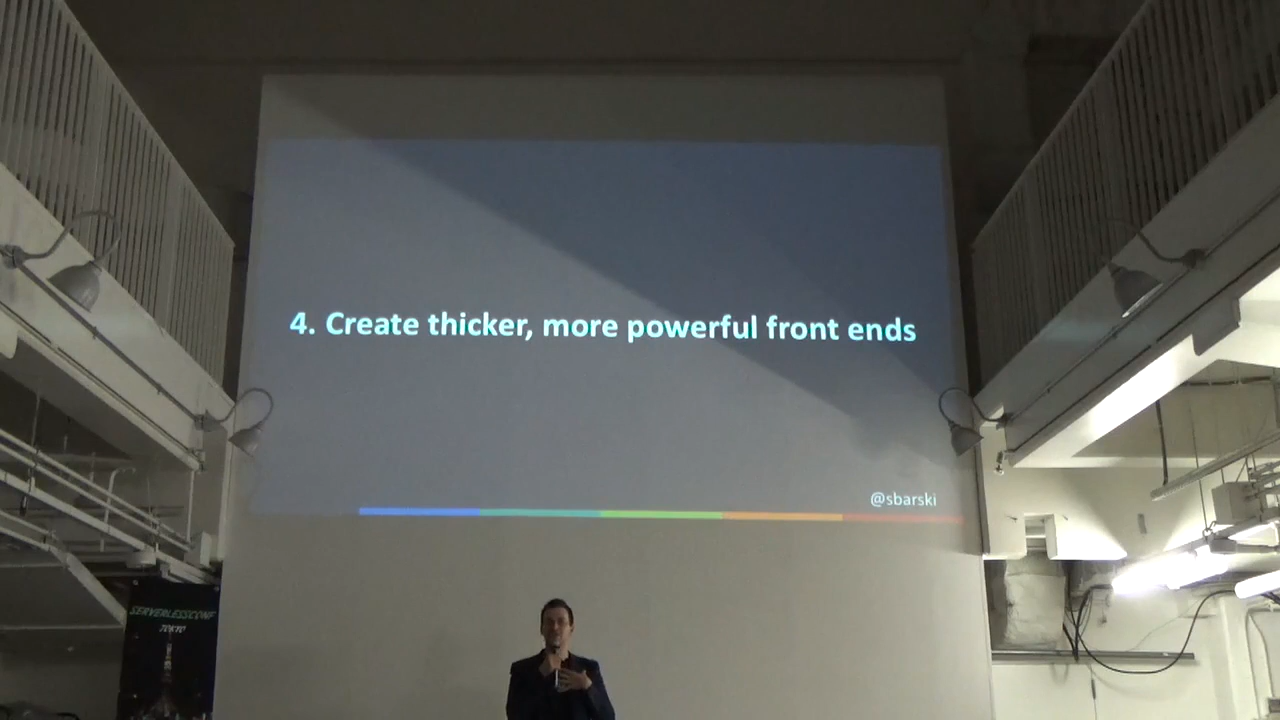 4. Create thicker, more powerful front ends
@sbarski
SERVERLESSCONF
TOKYO